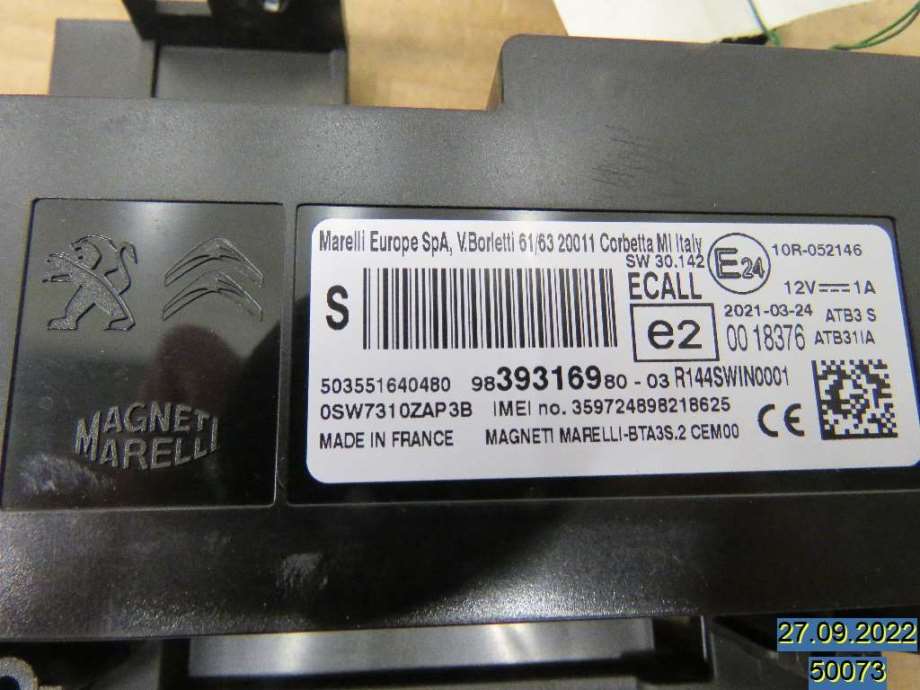 MAGNETI
MARELLI
Marelli Europe SpA, V.Borletti 61/63 20011 Corbetta MI Italy
SW 30.142
E24
10R-052146
S
ECALL
12V⎓1A
e2
2021-03-24
ATB3 S
00 18376
ATB31IA
503551640480 9839316980-03 R144SWIN0001
0SW7310ZAP3B IMEI no. 359724898218625
CE
MADE IN FRANCE MAGNETI MARELLI-BTA3S.2 CEM00
27.09.2022
50073